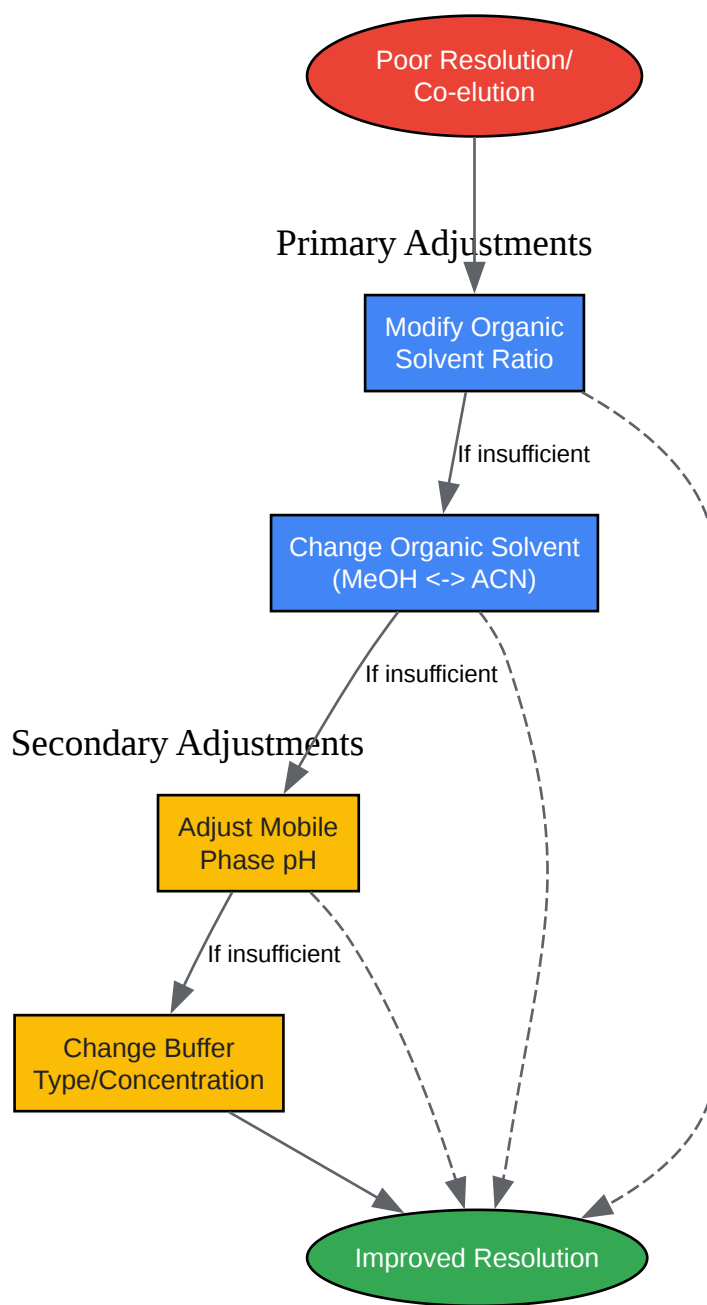 Poor Resolution/
Co-elution
Primary Adjustments
Modify Organic
Solvent Ratio
If insufficient
Change Organic Solvent
(MeOH <-> ACN)
If insufficient
Secondary Adjustments
Adjust Mobile
Phase pH
If insufficient
Change Buffer
Type/Concentration
Improved Resolution